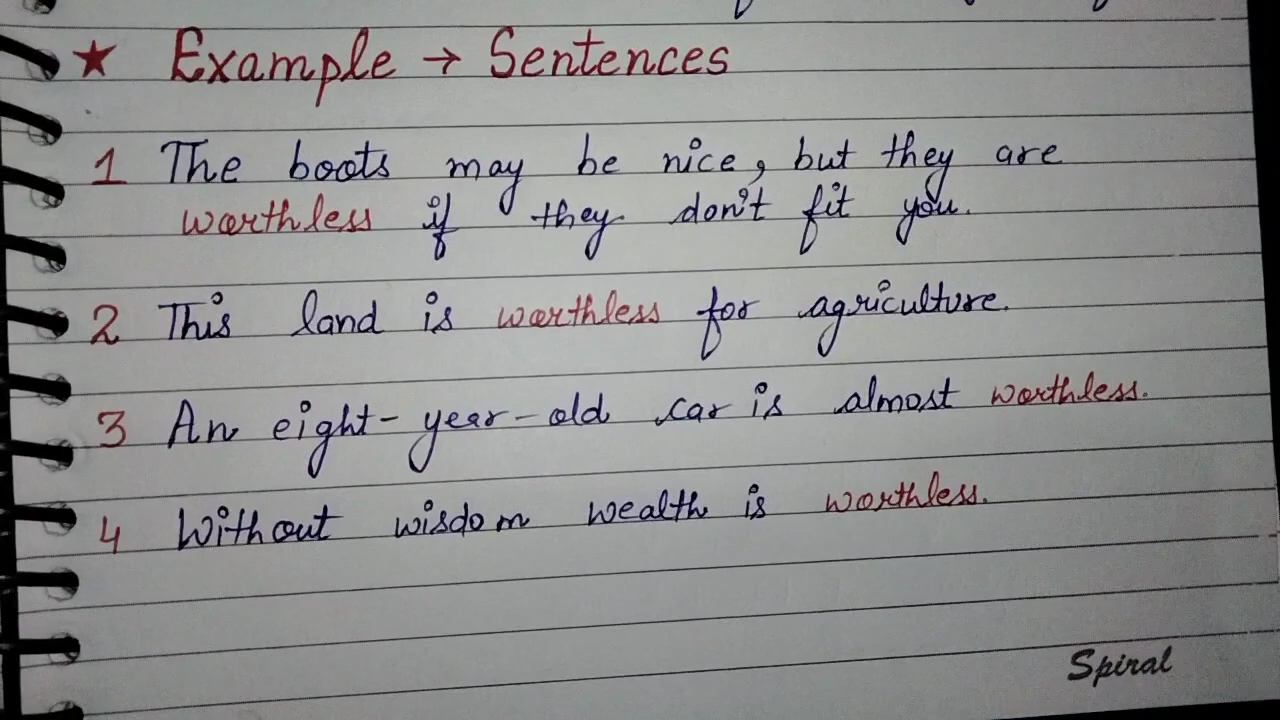 ★ Example → Sentences
1 The boots may be nice, but they are
worthless if they don't fit you.
2 This land is worthless for agriculture.
3 An eight-year-old car is almost worthless.
4 Without wisdom wealth is worthless.
Spiral